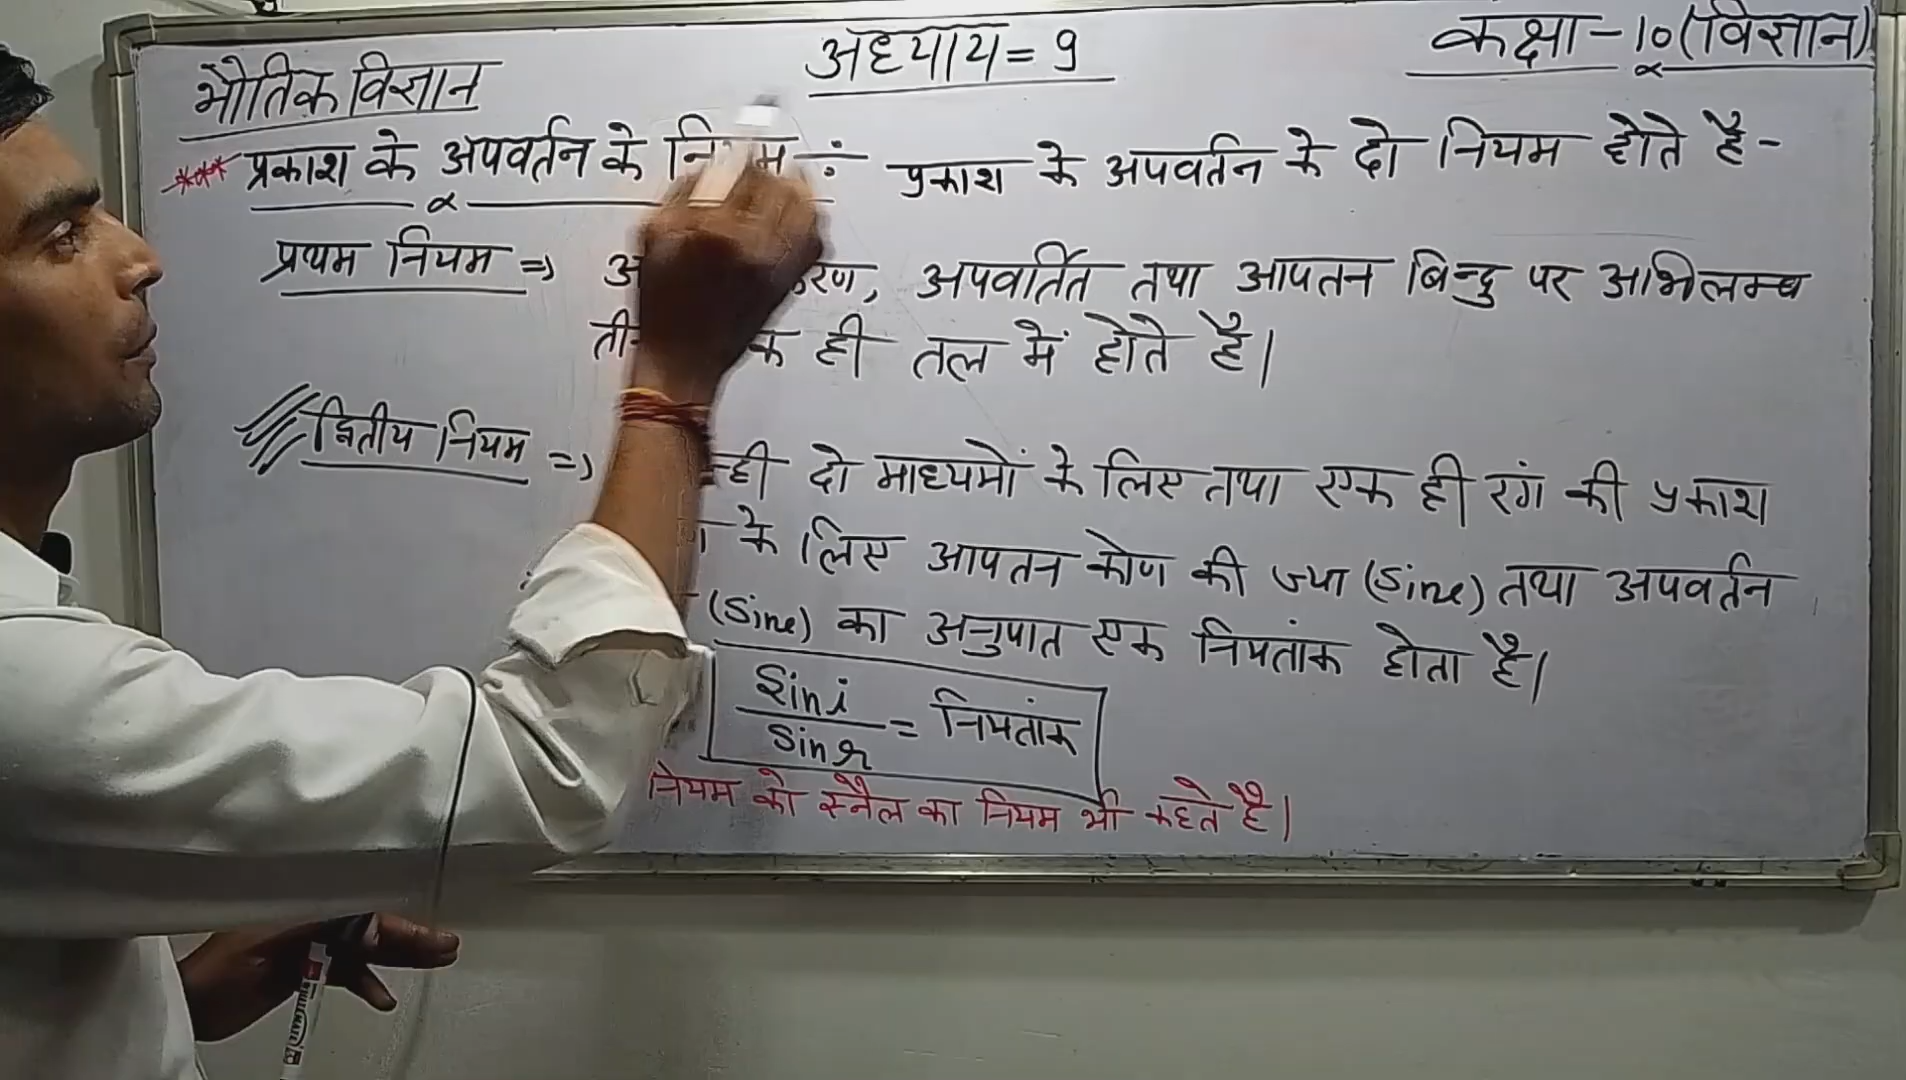 अध्याय = 9
कक्षा - 10 (विज्ञान)
भौतिक विज्ञान
*** प्रकाश के अपवर्तन के नियम ÷ प्रकाश के अपवर्तन के दो नियम होते है -
प्रथम नियम => अपवर्तित तथा आपतन बिन्दु पर अभिलम्ब
ही तल में होते है।
द्वितीय नियम => ही दो माध्यमों के लिए तथा एक ही रंग की प्रकाश
के लिए आपतन कोण की ज्या (Sine) तथा अपवर्तन
(Sine) का अनुपात एक नियतांक होता है।
Sin i
Sin r = नियतांक
नियम को स्नैल का नियम भी कहते है।